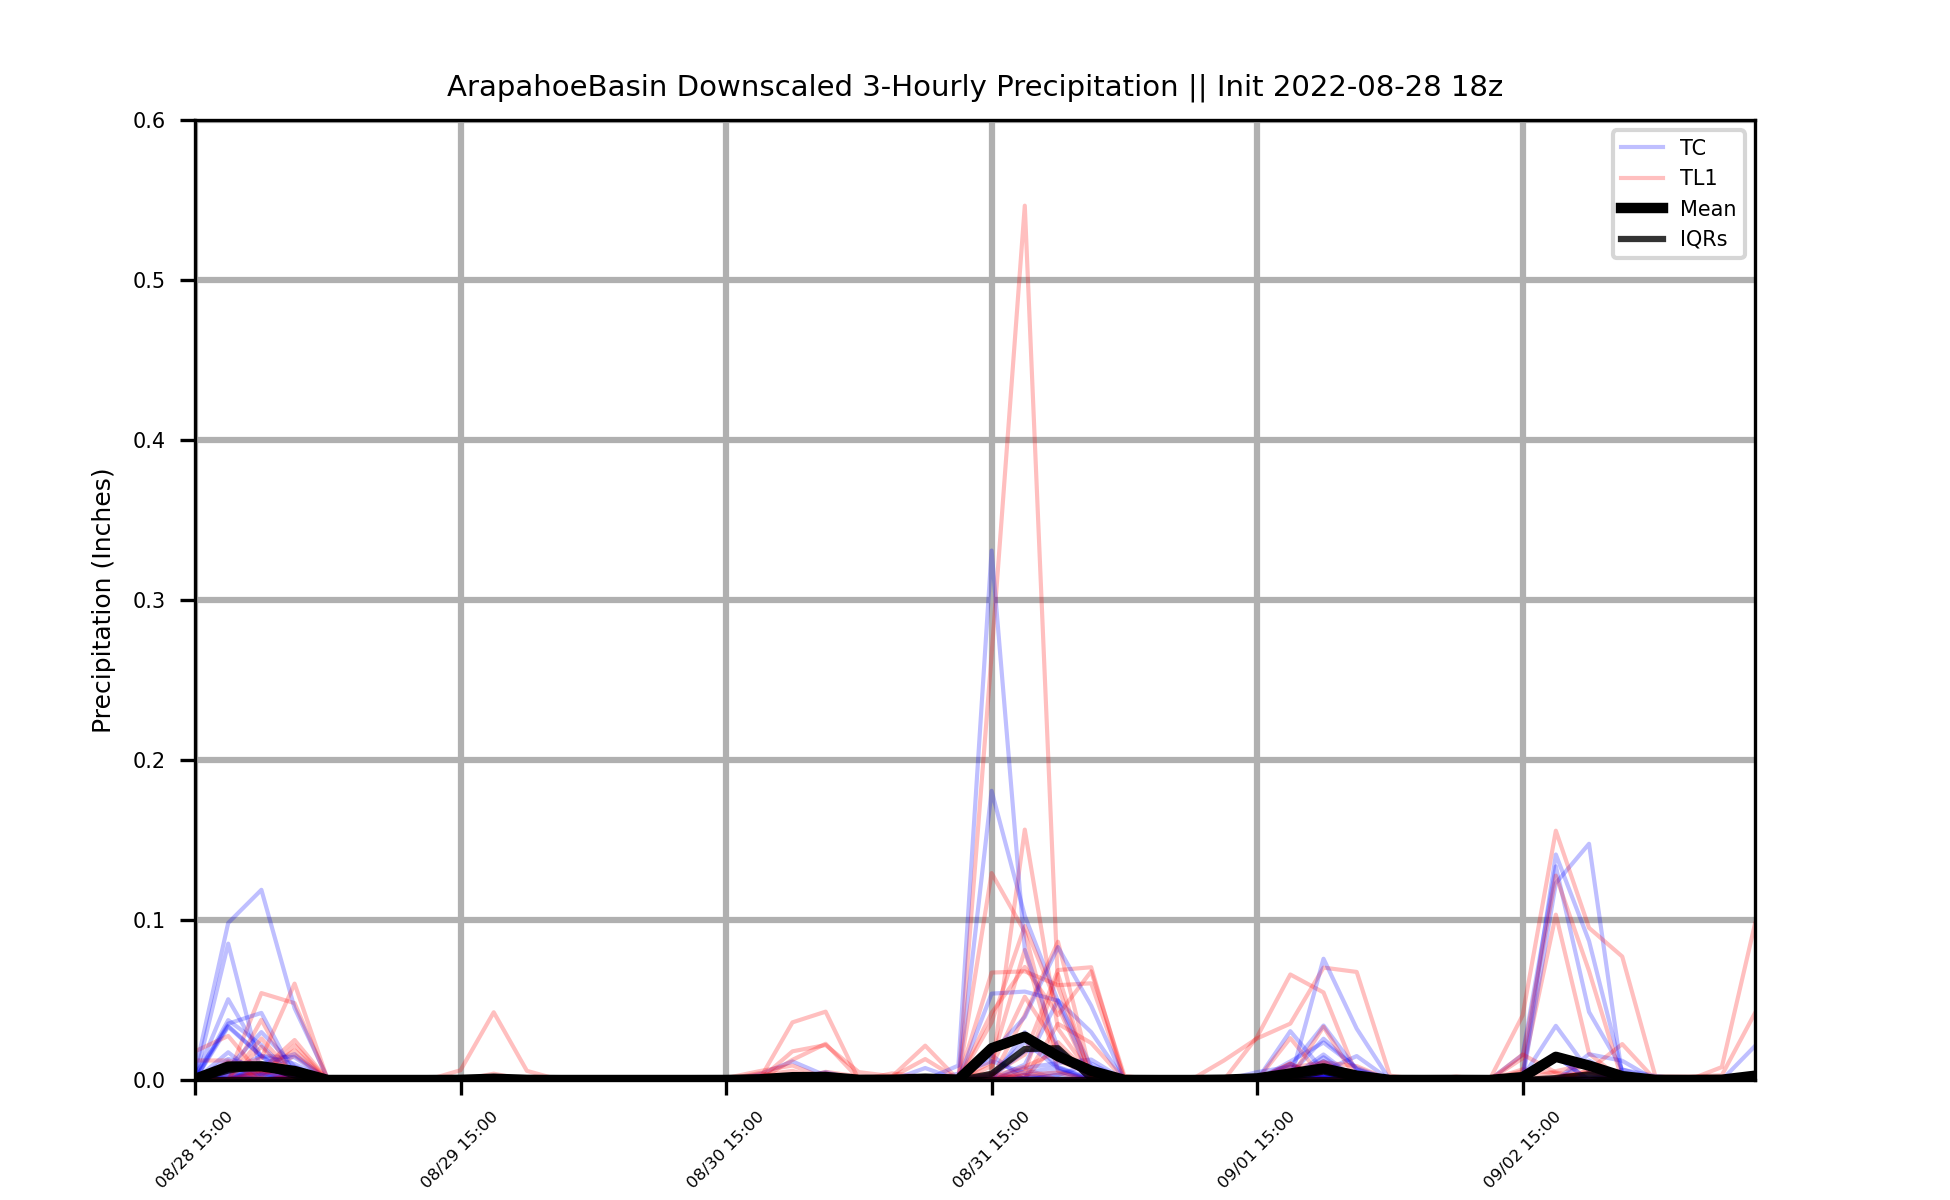 ArapahoeBasin Downscaled 3-Hourly Precipitation || Init 2022-08-28 18z
Precipitation (Inches)
0.6
0.5
0.4
0.3
0.2
0.1
0.0
TC
TL1
Mean
IQRs
08/28 15:00
08/29 15:00
08/30 15:00
08/31 15:00
09/01 15:00
09/02 15:00